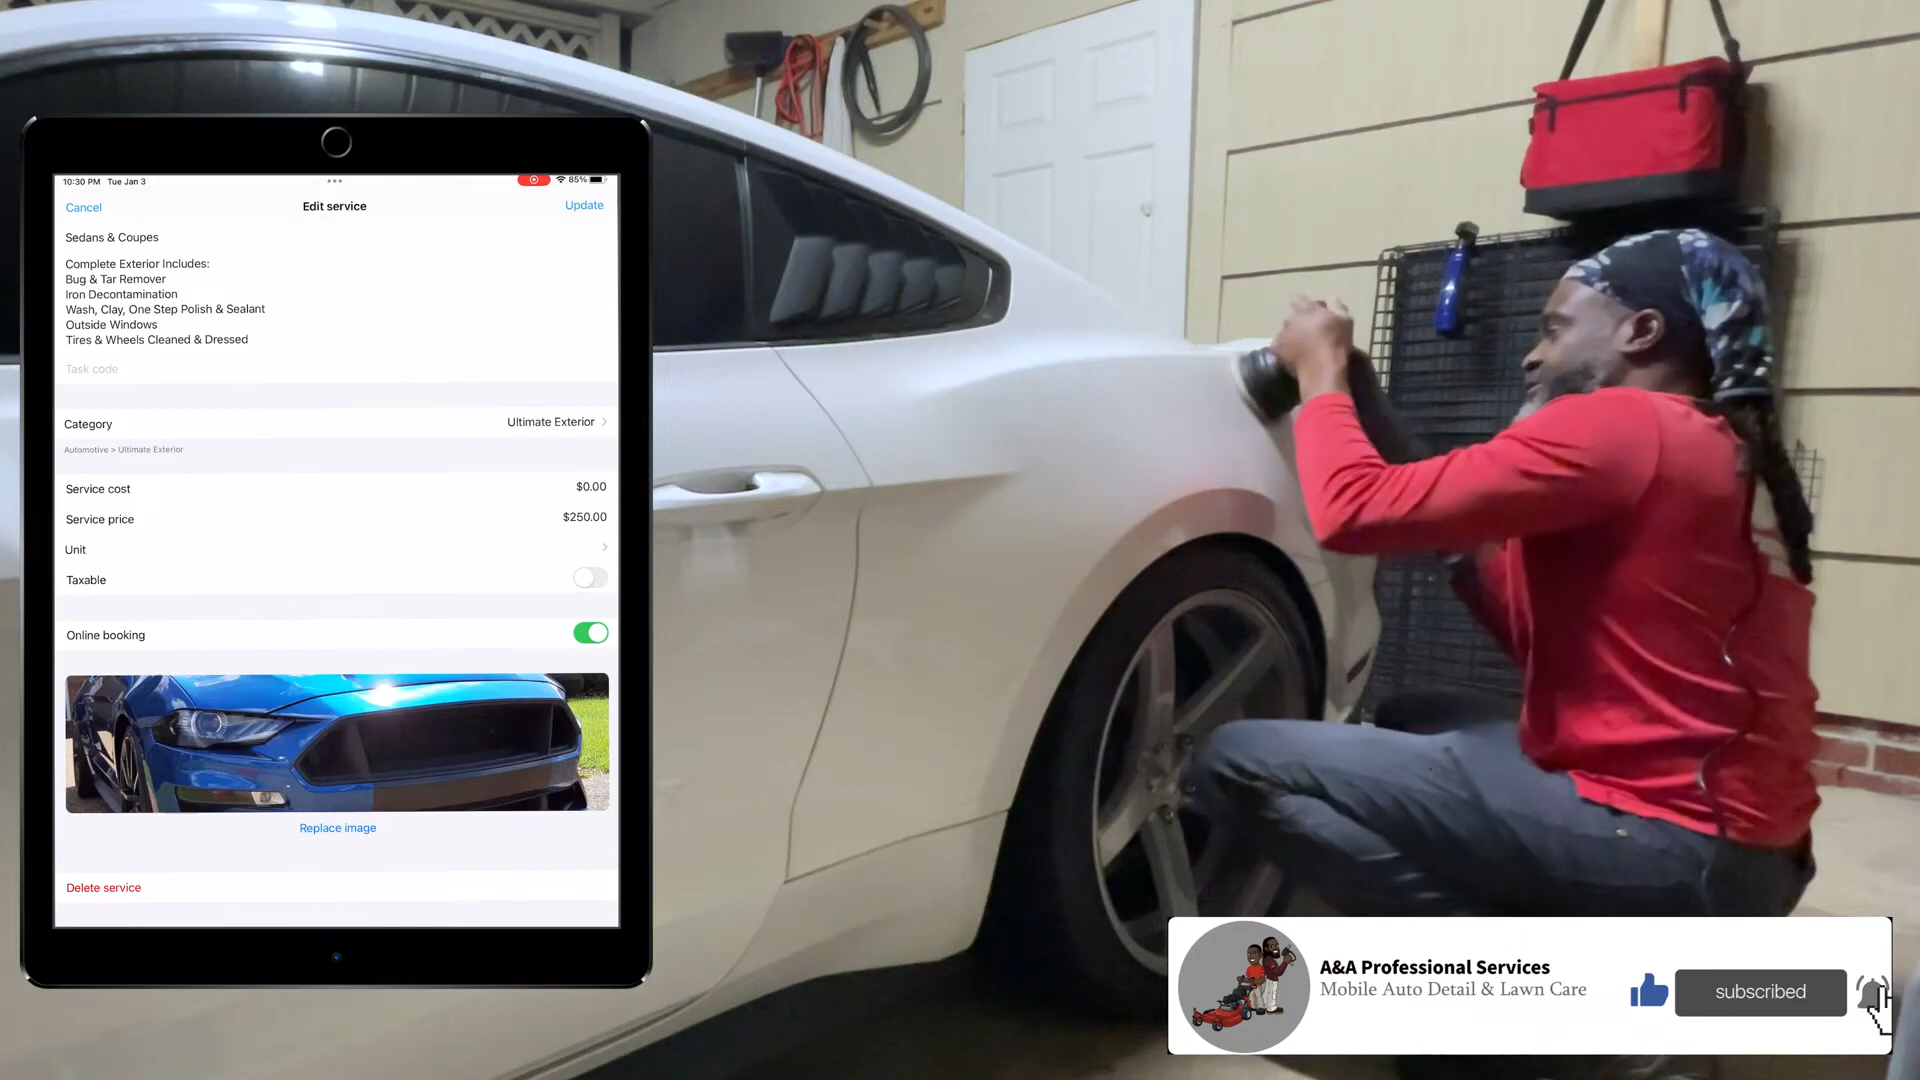 10:30 PM Tue Jan 3
85%
Cancel
Edit service
Update
Sedans & Coupes
Complete Exterior Includes:
Bug & Tar Remover
Iron Decontamination
Wash, Clay, One Step Polish & Sealant
Outside Windows
Tires & Wheels Cleaned & Dressed
Task code
Category
Ultimate Exterior
Automotive > Ultimate Exterior
Service cost
$0.00
Service price
$250.00
Unit
Taxable
Online booking
Replace image
Delete service
A&A Professional Services
Mobile Auto Detail & Lawn Care
subscribed